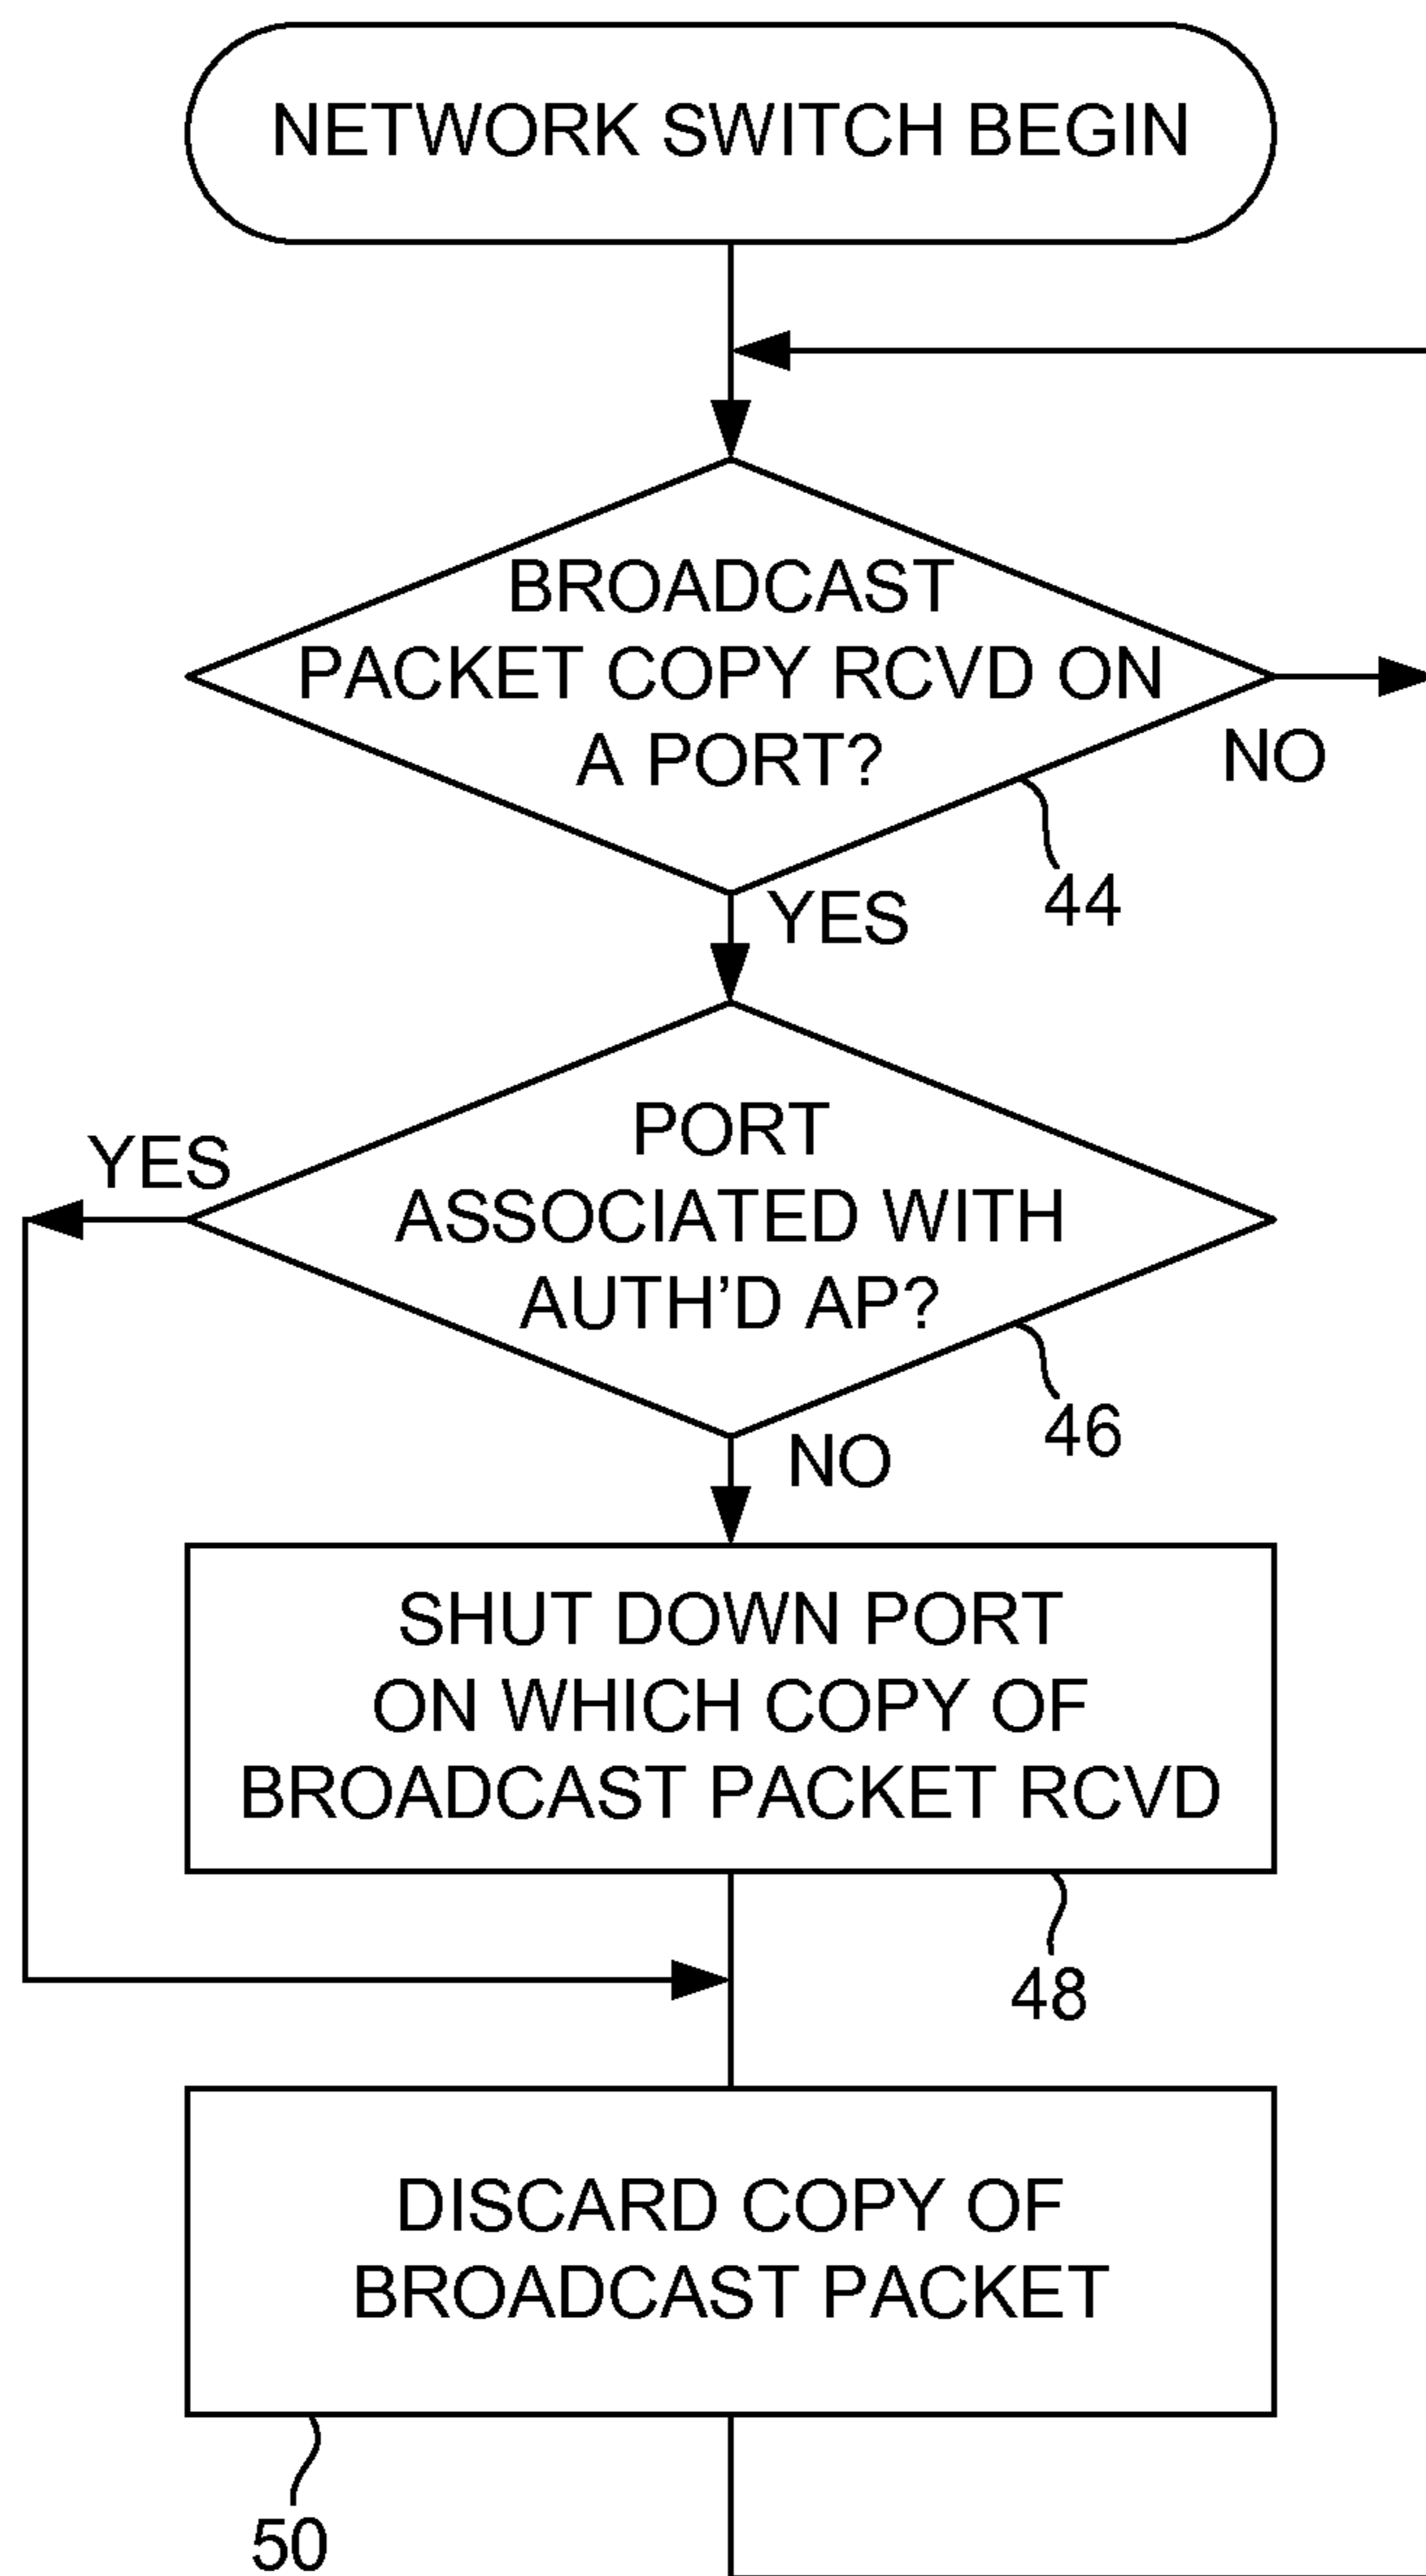 NETWORK SWITCH BEGIN
BROADCAST
PACKET COPY RCVD ON
A PORT?
NO
44
YES
PORT
ASSOCIATED WITH
AUTH'D AP?
YES
46
NO
SHUT DOWN PORT
ON WHICH COPY OF
BROADCAST PACKET RCVD
48
DISCARD COPY OF
BROADCAST PACKET
50